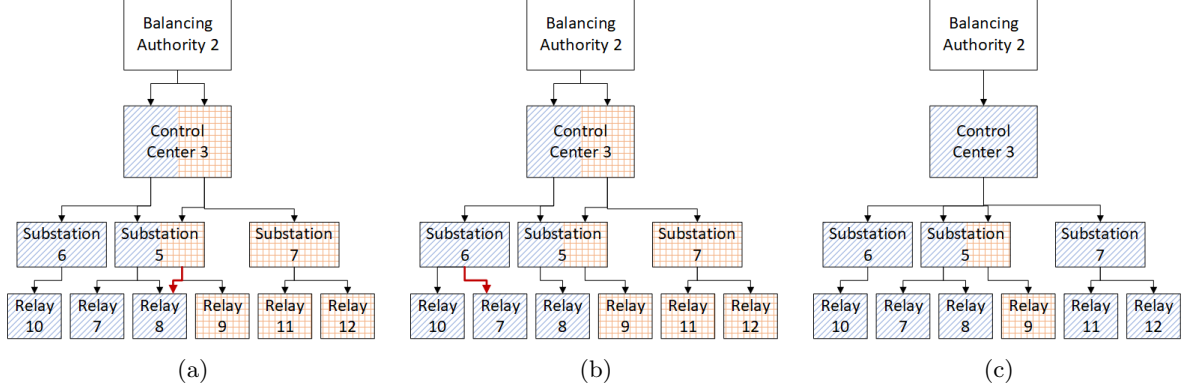 Balancing
Authority 2
Control
Center 3
Substation
6
Substation
5
Substation
7
Relay
10
Relay
7
Relay
8
Relay
9
Relay
11
Relay
12
(a)
Balancing
Authority 2
Control
Center 3
Substation
6
Substation
5
Substation
7
Relay
10
Relay
7
Relay
8
Relay
9
Relay
11
Relay
12
(b)
Balancing
Authority 2
Control
Center 3
Substation
6
Substation
5
Substation
7
Relay
10
Relay
7
Relay
8
Relay
9
Relay
11
Relay
12
(c)